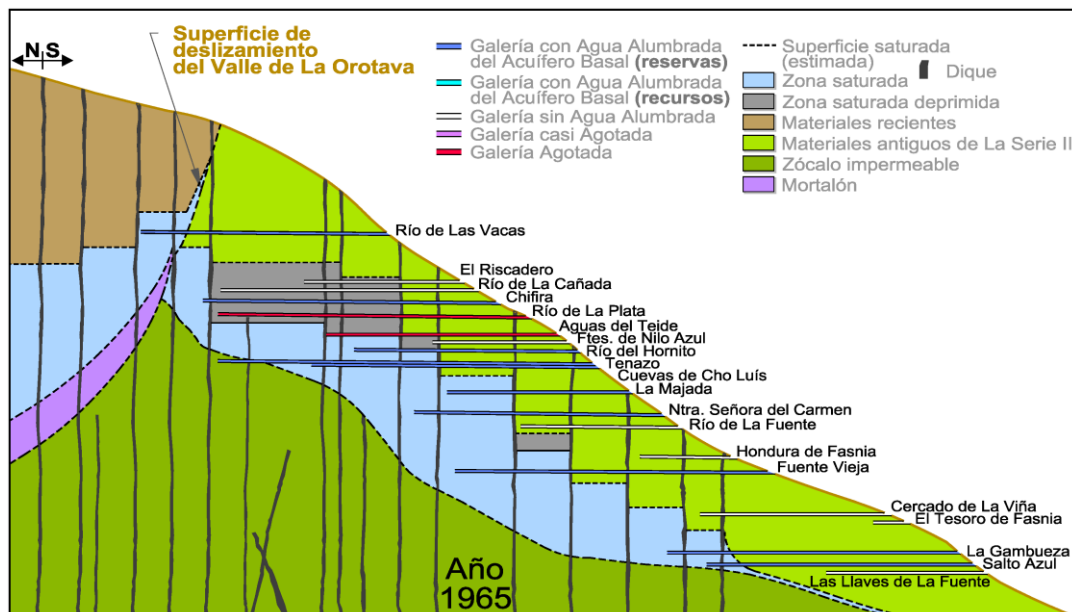 N S
Superficie de
deslizamiento
del Valle de La Orotava
Galería con Agua Alumbrada
del Acuífero Basal (reservas)
Galería con Agua Alumbrada
del Acuífero Basal (recursos)
Galería sin Agua Alumbrada
Galería casi Agotada
Galería Agotada
Superficie saturada
(estimada)
Dique
Zona saturada
Zona saturada deprimida
Materiales recientes
Materiales antiguos de La Serie II
Zócalo impermeable
Mortalón
Río de Las Vacas
El Riscadero
Río de La Cañada
Chifira
Río de La Plata
Aguas del Teide
Ftes. de Nilo Azul
Río del Hornito
Tenazo
Cuevas de Cho Luís
La Majada
Ntra. Señora del Carmen
Río de La Fuente
Hondura de Fasnia
Fuente Vieja
Cercado de La Viña
El Tesoro de Fasnia
La Gambueza
Salto Azul
Las Llaves de La Fuente
Año
1965